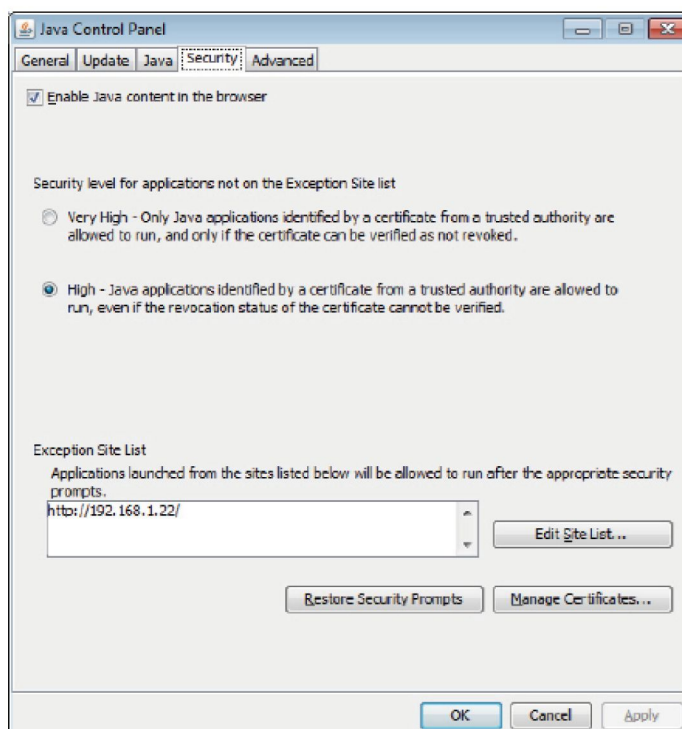 Java Control Panel
General Update Java Security Advanced
Enable Java content in the browser
Security level for applications not on the Exception Site list
Very High - Only Java applications identified by a certificate from a trusted authority are
allowed to run, and only if the certificate can be verified as not revoked.
High - Java applications identified by a certificate from a trusted authority are allowed to
run, even if the revocation status of the certificate cannot be verified.
Exception Site List
Applications launched from the sites listed below will be allowed to run after the appropriate security
prompts.
http://192.168.1.22/
Edit Site List...
Restore Security Prompts Manage Certificates...
OK Cancel Apply